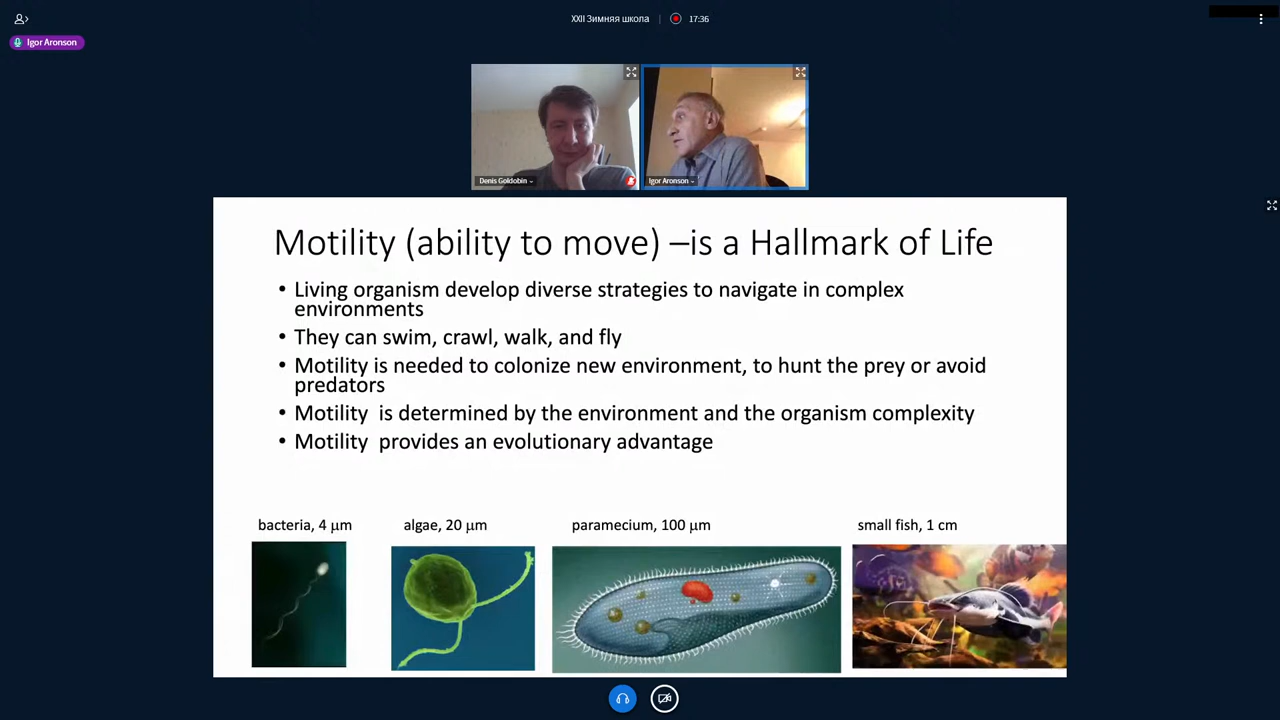 XXII Зимняя школа
17:36
Igor Aronson
Denis Goldobin
Igor Aronson
Motility (ability to move) –is a Hallmark of Life
• Living organism develop diverse strategies to navigate in complex
environments
• They can swim, crawl, walk, and fly
• Motility is needed to colonize new environment, to hunt the prey or avoid
predators
• Motility  is determined by the environment and the organism complexity
• Motility  provides an evolutionary advantage
bacteria, 4 μm
algae, 20 μm
paramecium, 100 μm
small fish, 1 cm